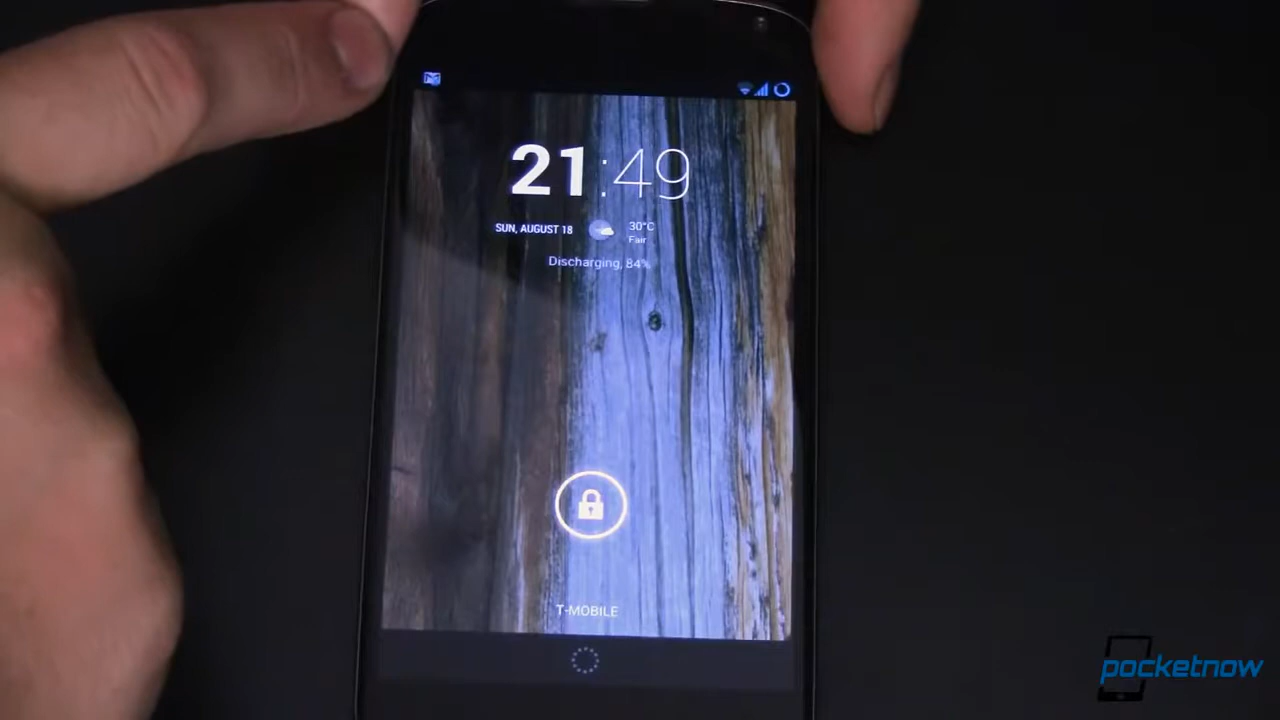 21:49
SUN, AUGUST 18
30°C
Fair
Discharging, 84%
T-MOBILE
pocketnow